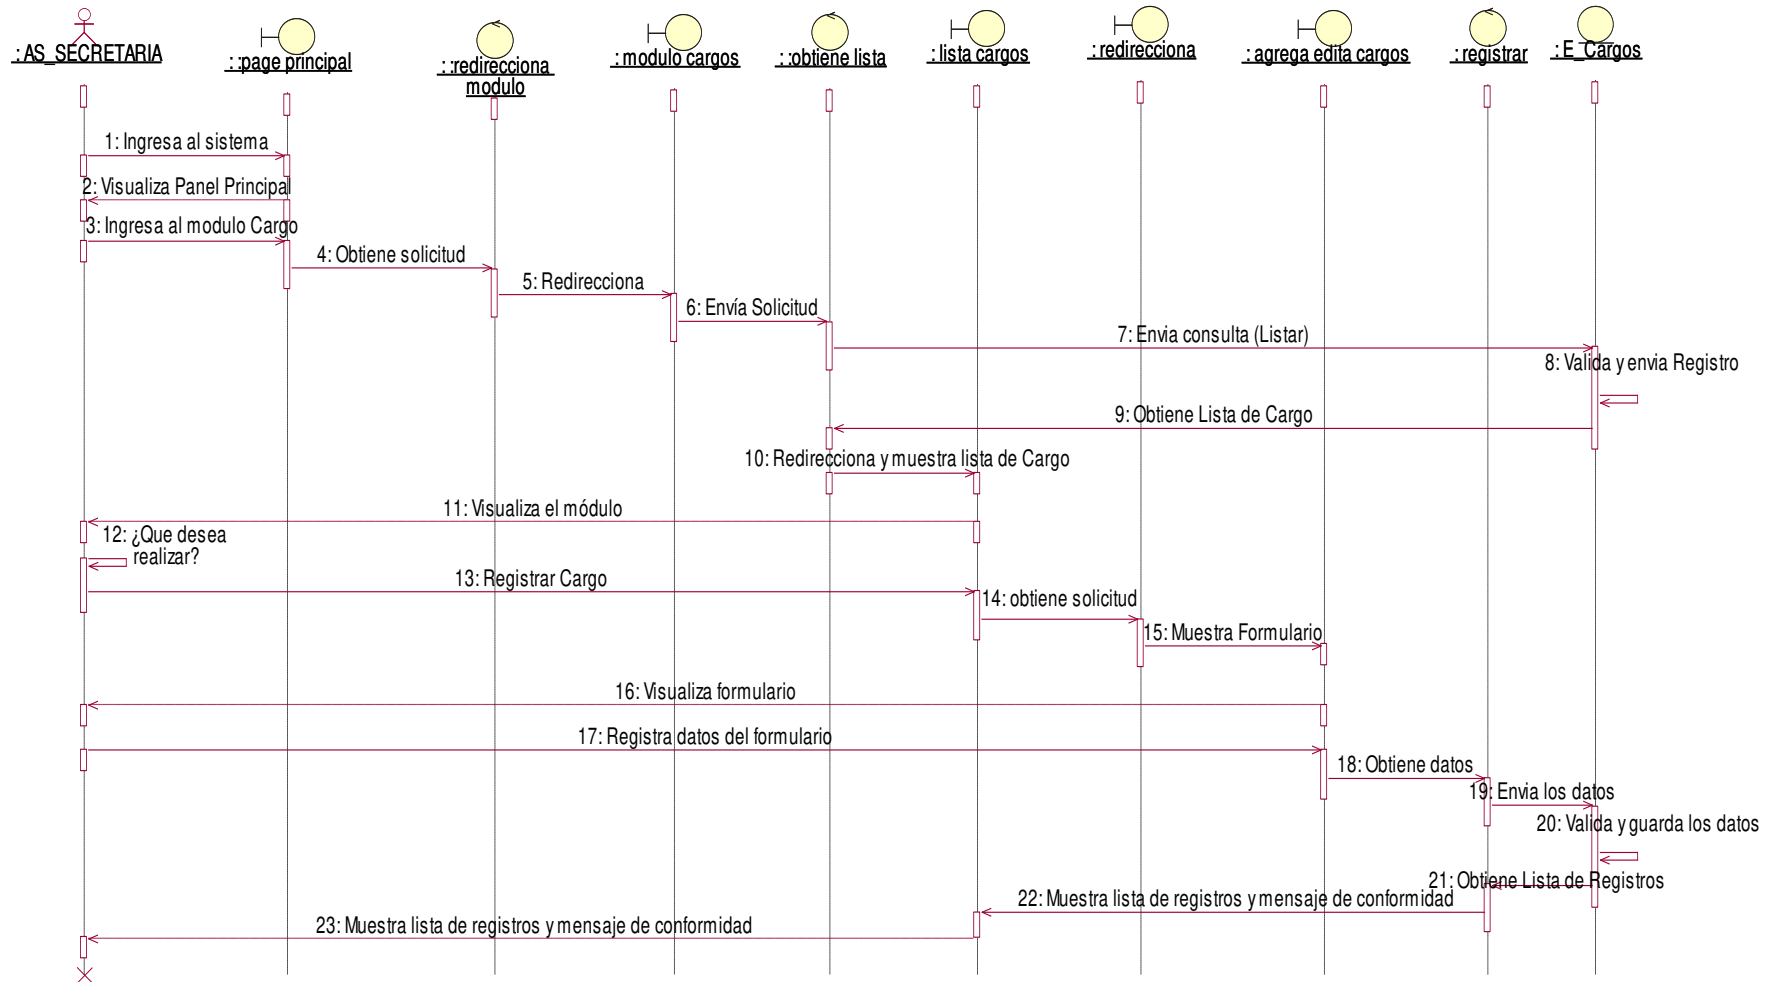 : AS_SECRETARIA
: :page principal
: :redirecciona
modulo
: modulo cargos
: :obtiene lista
: lista cargos
: redirecciona
: agrega edita cargos
: registrar
: E_Cargos
1: Ingresa al sistema
2: Visualiza Panel Principal
3: Ingresa al modulo Cargo
4: Obtiene solicitud
5: Redirecciona
6: Envía Solicitud
7: Envia consulta (Listar)
8: Valida y envia Registro
9: Obtiene Lista de Cargo
10: Redirecciona y muestra lista de Cargo
11: Visualiza el módulo
12: ¿Que desea
realizar?
13: Registrar Cargo
14: obtiene solicitud
15: Muestra Formulario
16: Visualiza formulario
17: Registra datos del formulario
18: Obtiene datos
19: Envia los datos
20: Valida y guarda los datos
21: Obtiene Lista de Registros
22: Muestra lista de registros y mensaje de conformidad
23: Muestra lista de registros y mensaje de conformidad